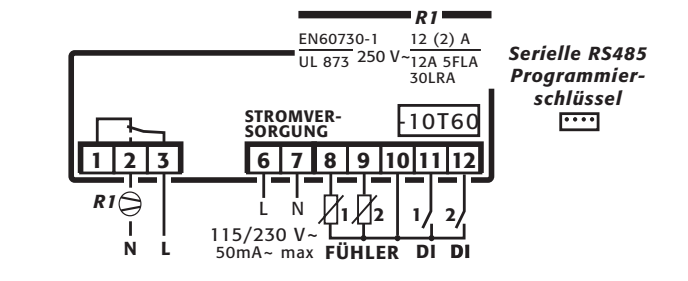 R1
EN60730-1
UL 873
250 V~
12 (2) A
12A 5FLA
30LRA
Serielle RS485
Programmier-
schlüssel
STROMVER-
SORGUNG
-10T60
1 2 3 6 7 8 9 10 11 12
R1
L N 1 2 1 2
115/230 V~
50mA~ max
N L
FÜHLER DI DI